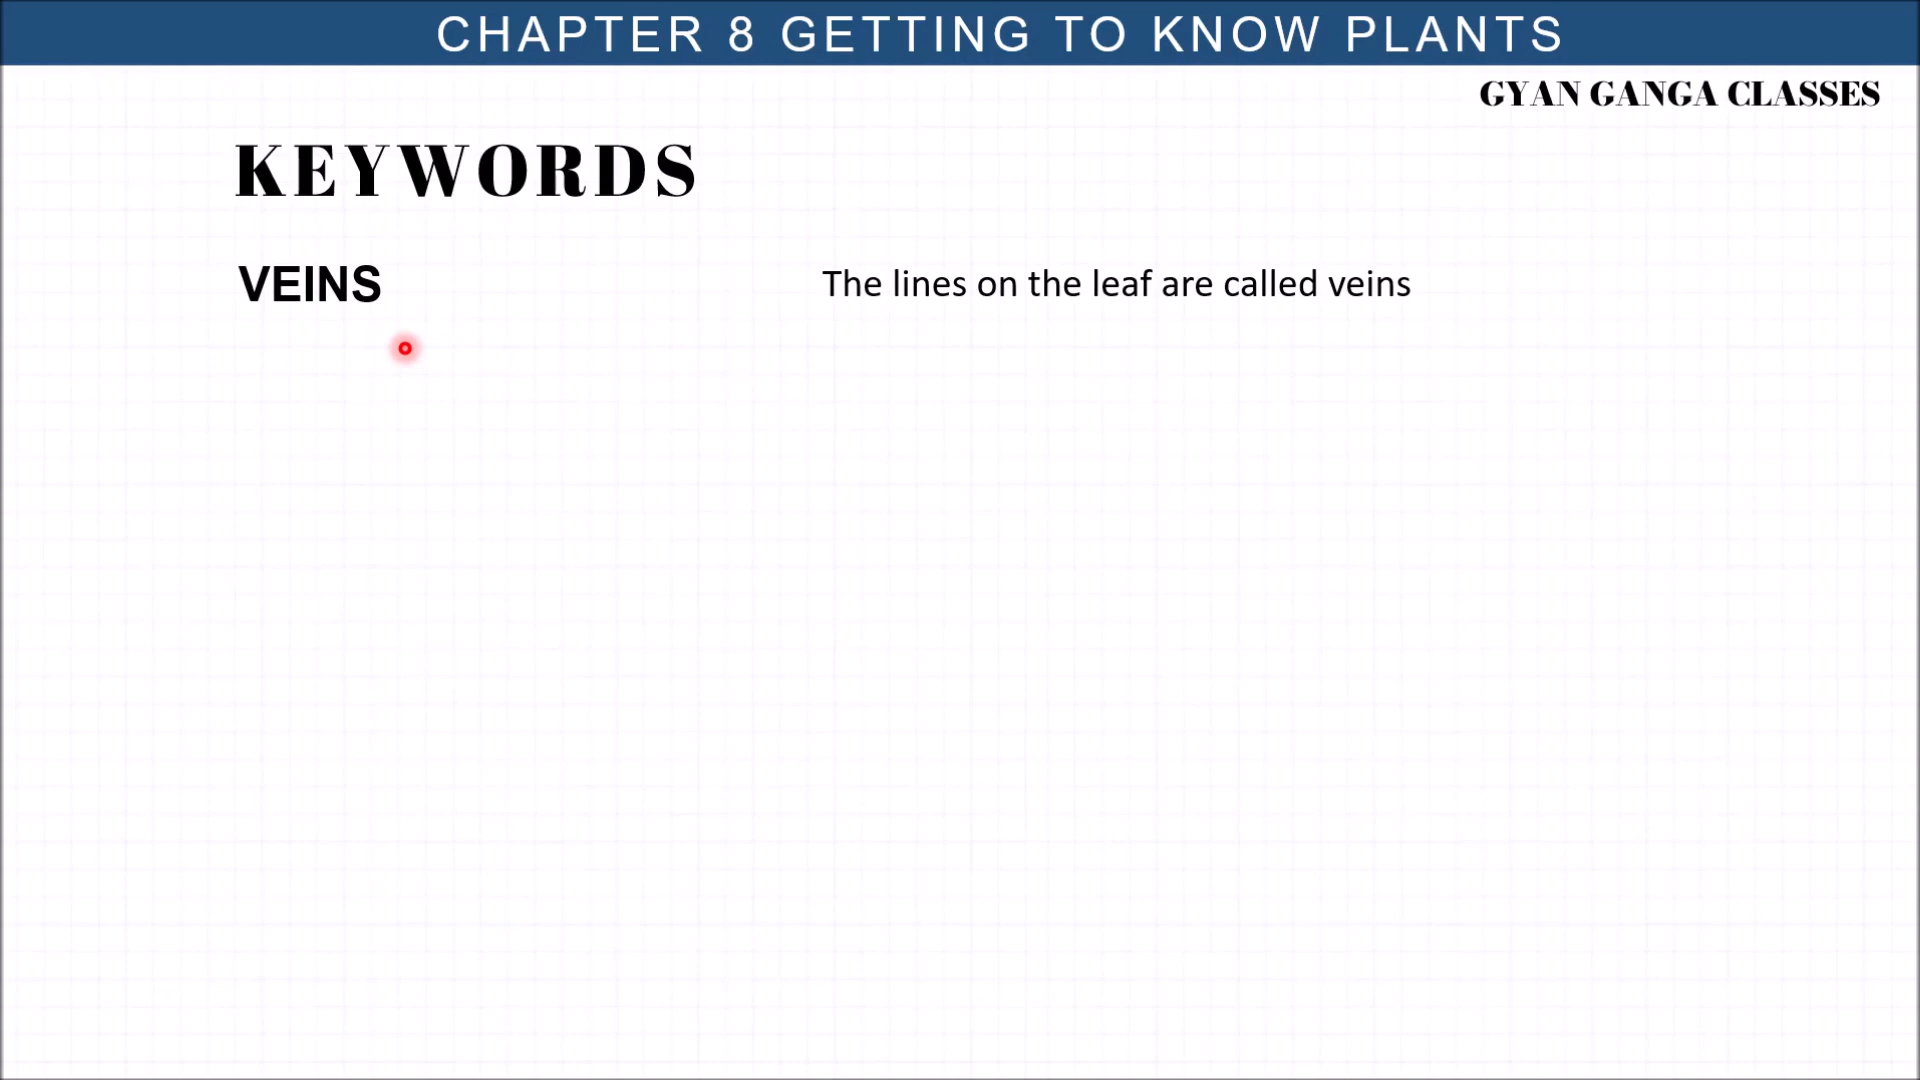 CHAPTER 8 GETTING TO KNOW PLANTS
GYAN GANGA CLASSES
KEYWORDS
VEINS
The lines on the leaf are called veins